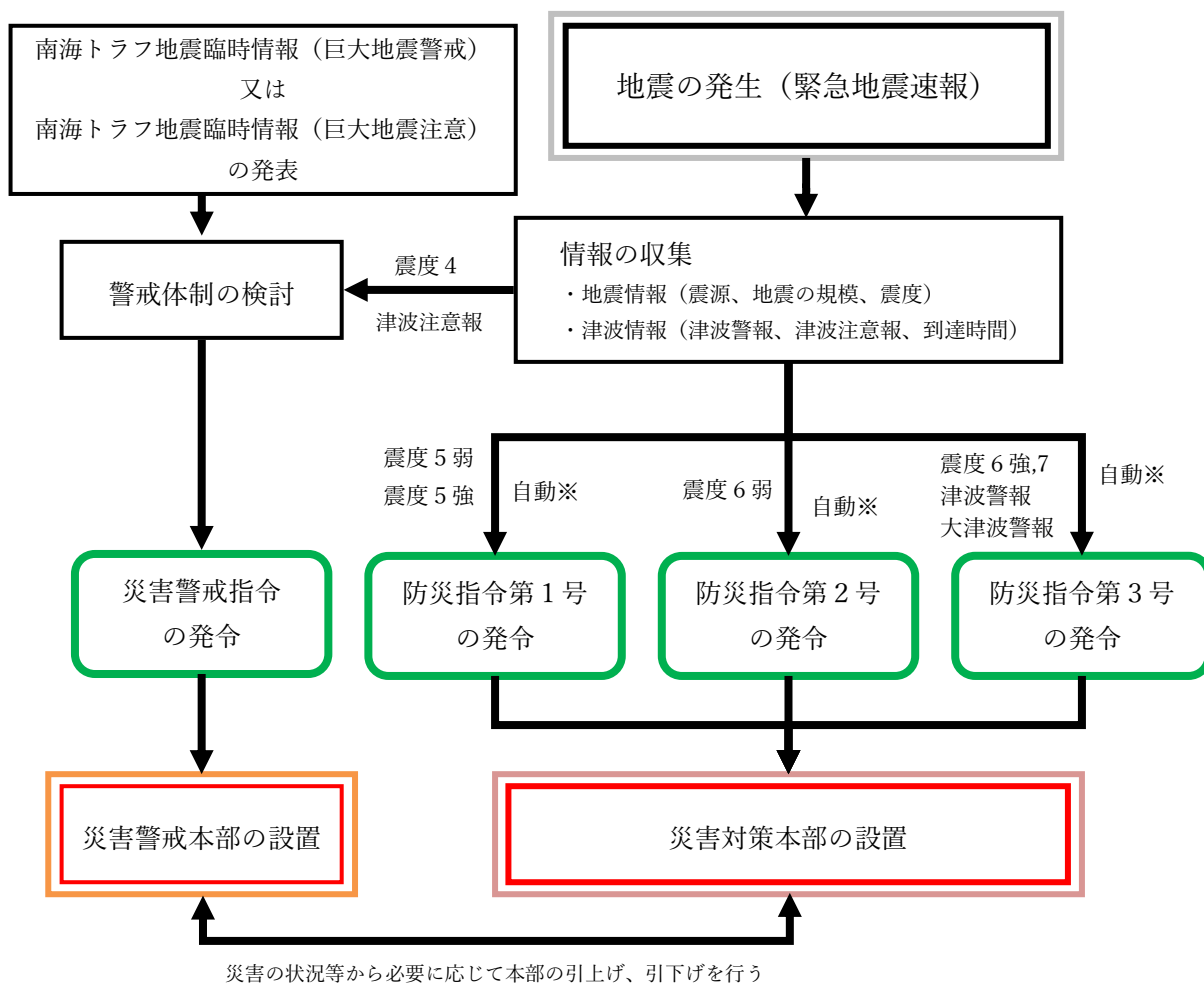 南海トラフ地震臨時情報（巨大地震警戒）
又は
南海トラフ地震臨時情報（巨大地震注意）
の発表
地震の発生（緊急地震速報）
警戒体制の検討
震度４
津波注意報
情報の収集
・地震情報（震源、地震の規模、震度）
・津波情報（津波警報、津波注意報、到達時間）
震度５弱
震度５強
自動※
震度６弱
自動※
震度６強,7
津波警報
大津波警報
自動※
災害警戒指令
の発令
防災指令第１号
の発令
防災指令第２号
の発令
防災指令第３号
の発令
災害警戒本部の設置
災害対策本部の設置
災害の状況等から必要に応じて本部の引上げ、引下げを行う